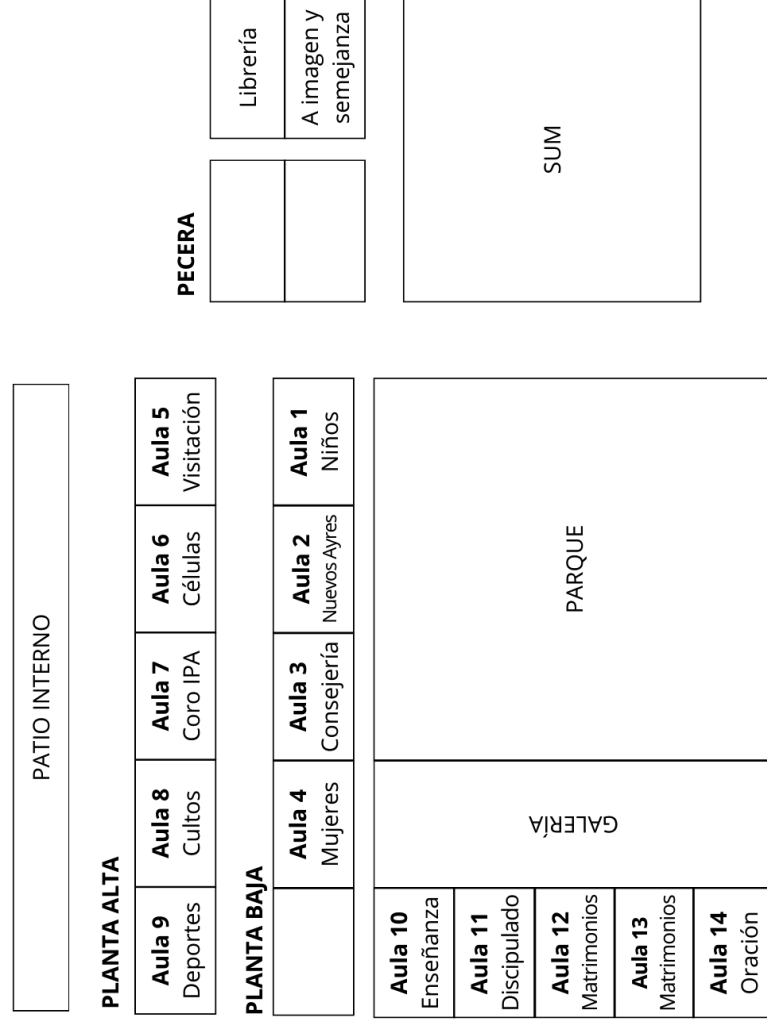 PATIO INTERNO
PLANTA ALTA
Aula 9
Deportes
Aula 8
Cultos
Aula 7
Coro IPA
Aula 6
Células
Aula 5
Visitación
PECERA
Librería
A imagen y
semejanza
PLANTA BAJA
Aula 4
Mujeres
Aula 3
Consejería
Aula 2
Nuevos Ayres
Aula 1
Niños
Aula 10
Enseñanza
Aula 11
Discipulado
Aula 12
Matrimonios
Aula 13
Matrimonios
Aula 14
Oración
GALERÍA
PARQUE
SUM